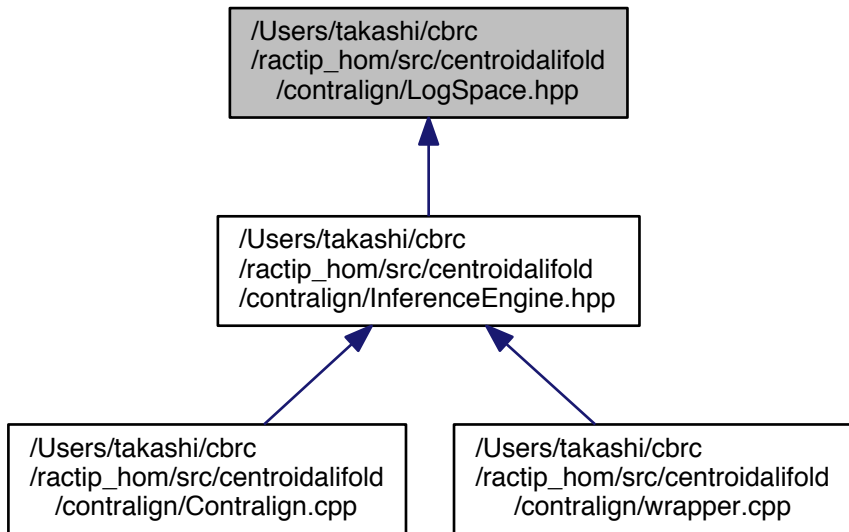 /Users/takashi/cbrc
/ractip_hom/src/centroidalifold
/contralign/LogSpace.hpp
/Users/takashi/cbrc
/ractip_hom/src/centroidalifold
/contralign/InferenceEngine.hpp
/Users/takashi/cbrc
/ractip_hom/src/centroidalifold
/contralign/Contralign.cpp
/Users/takashi/cbrc
/ractip_hom/src/centroidalifold
/contralign/wrapper.cpp